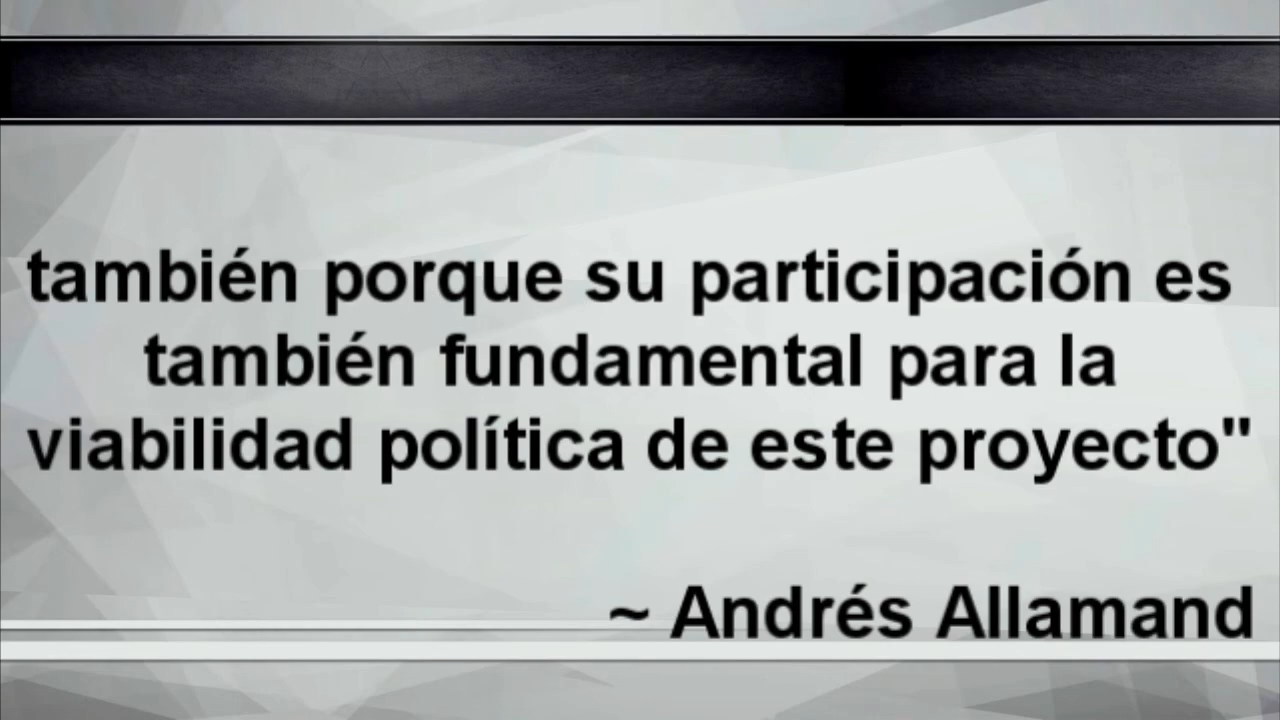 también porque su participación es
también fundamental para la
viabilidad política de este proyecto"
~ Andrés Allamand